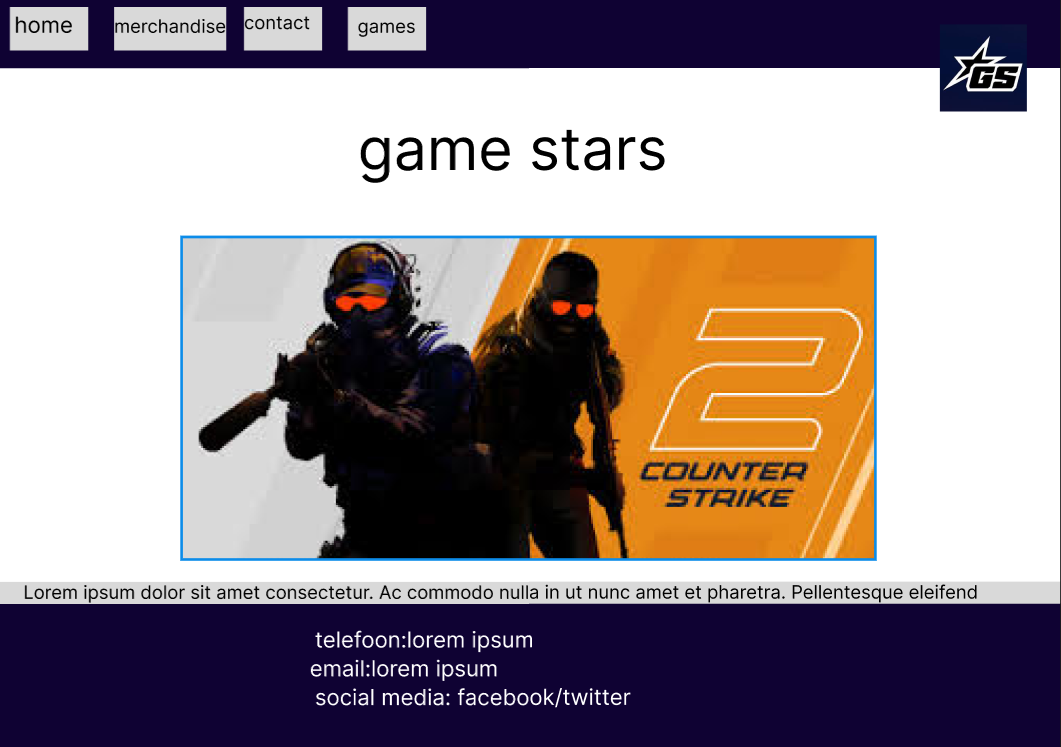 home
merchandise
contact
games
GS
game stars
2
COUNTER
STRIKE
Lorem ipsum dolor sit amet consectetur. Ac commodo nulla in ut nunc amet et pharetra. Pellentesque eleifend
telefoon:lorem ipsum
email:lorem ipsum
social media: facebook/twitter